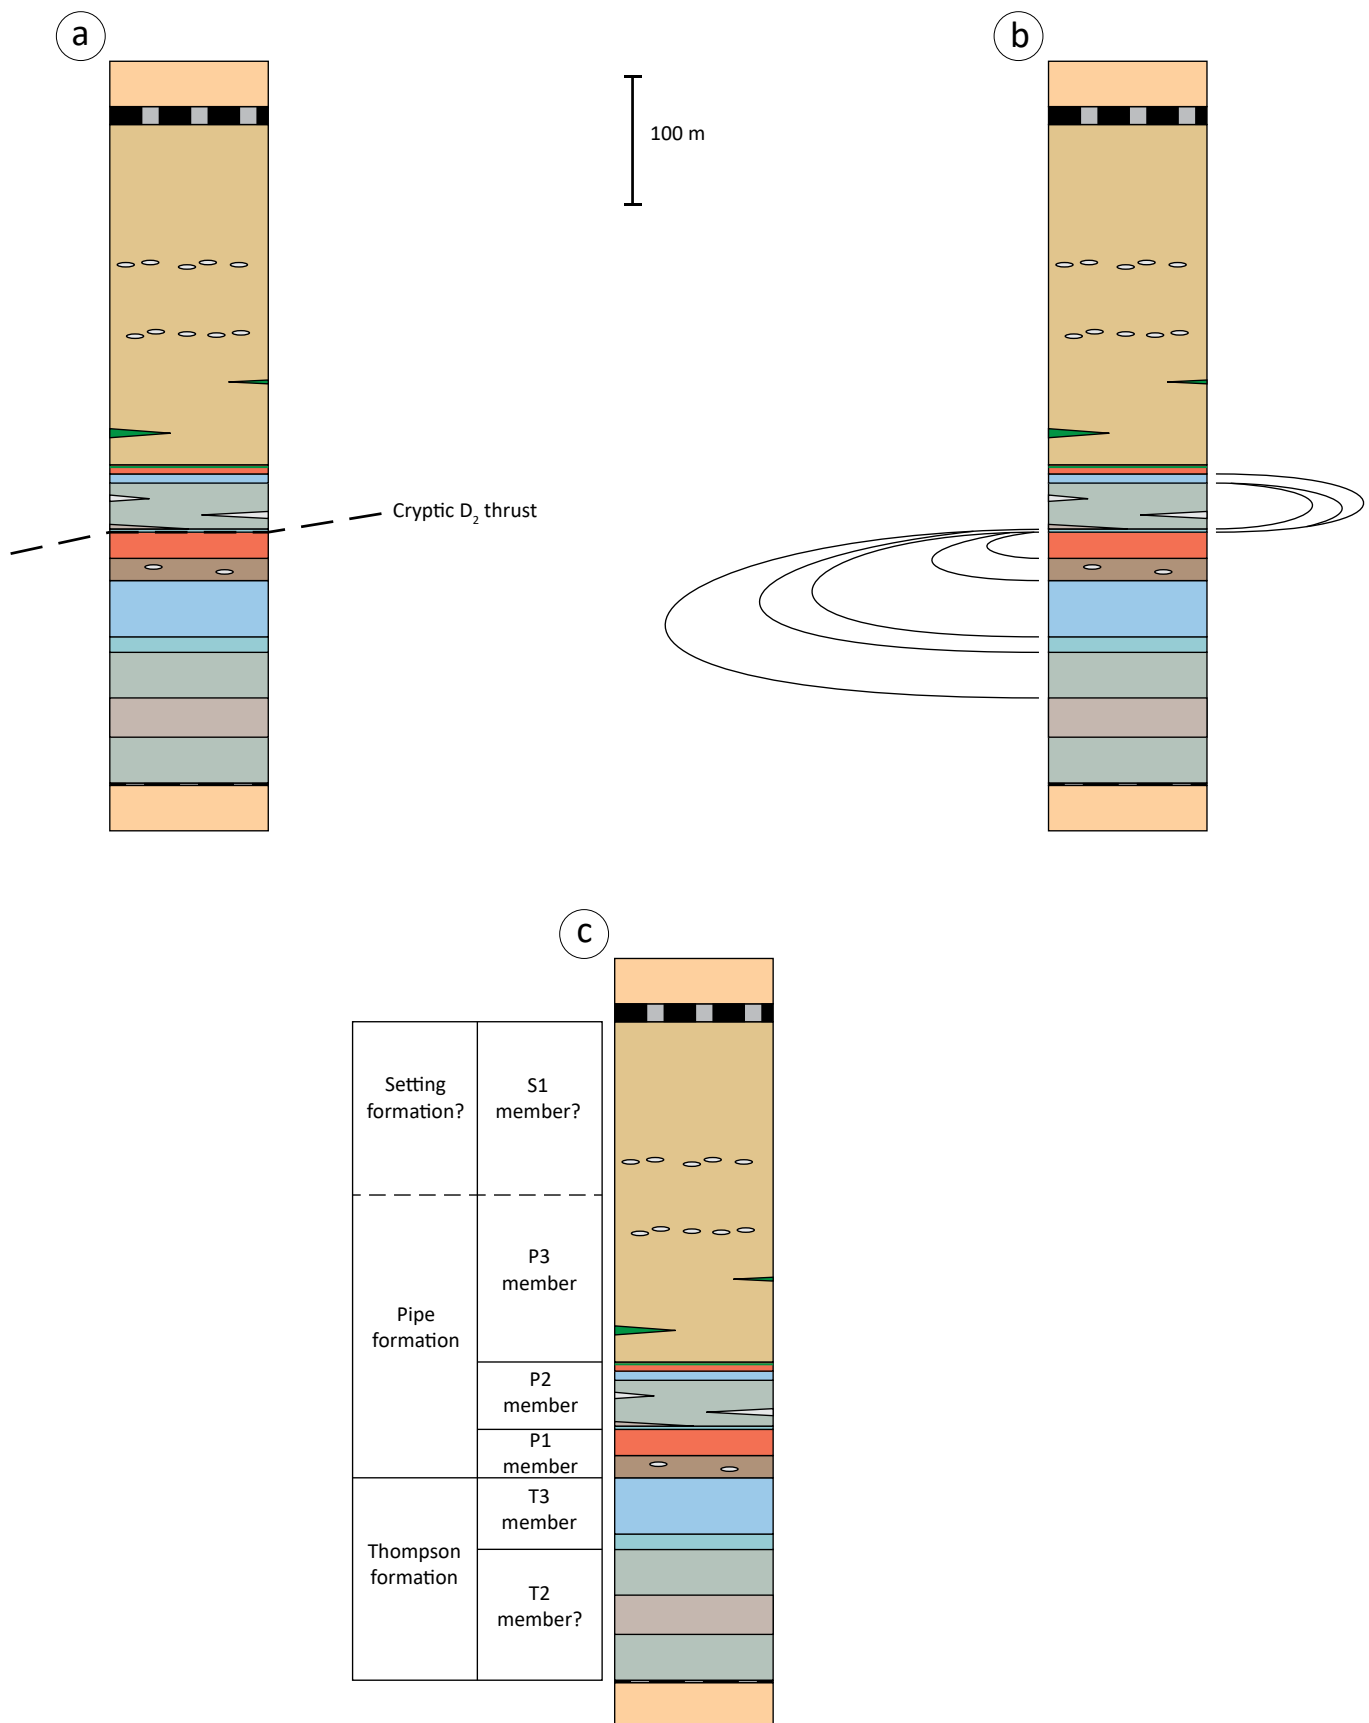 a
b
100 m
Cryptic D₂ thrust
c
Setting
formation?
S1
member?
P3
member
Pipe
formation
P2
member
P1
member
T3
member
Thompson
formation
T2
member?